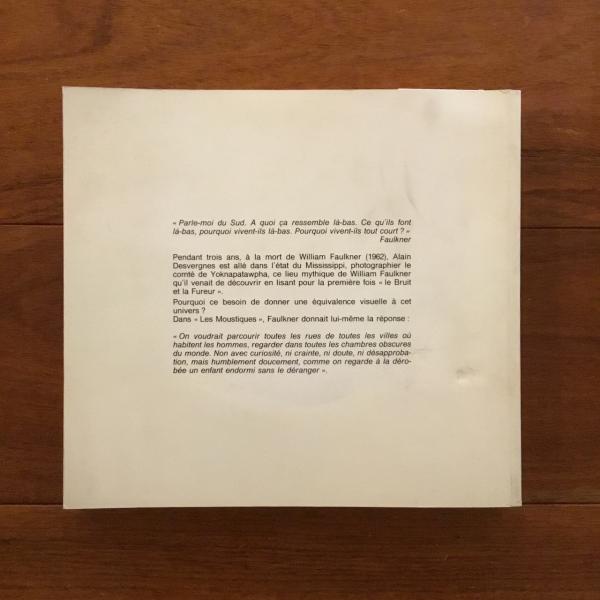 « Parle-moi du Sud. A quoi ça ressemble là-bas. Ce qu'ils font
là-bas, pourquoi vivent-ils là-bas. Pourquoi vivent-ils tout court ? »
Faulkner
Pendant trois ans, à la mort de William Faulkner (1962), Alain
Desvergnes est allé dans l'état du Mississippi, photographier le
comté de Yoknapatawpha, ce lieu mythique de William Faulkner
qu'il venait de découvrir en lisant pour la première fois « le Bruit
et la Fureur ».
Pourquoi ce besoin de donner une équivalence visuelle à cet
univers ?
Dans « Les Moustiques », Faulkner donnait lui-même la réponse :
« On voudrait parcourir toutes les rues de toutes les villes où
habitent les hommes, regarder dans toutes les chambres obscures
du monde. Non avec curiosité, ni crainte, ni doute, ni désapproba-
tion, mais humblement doucement, comme on regarde à la déro-
bée un enfant endormi sans le déranger ».